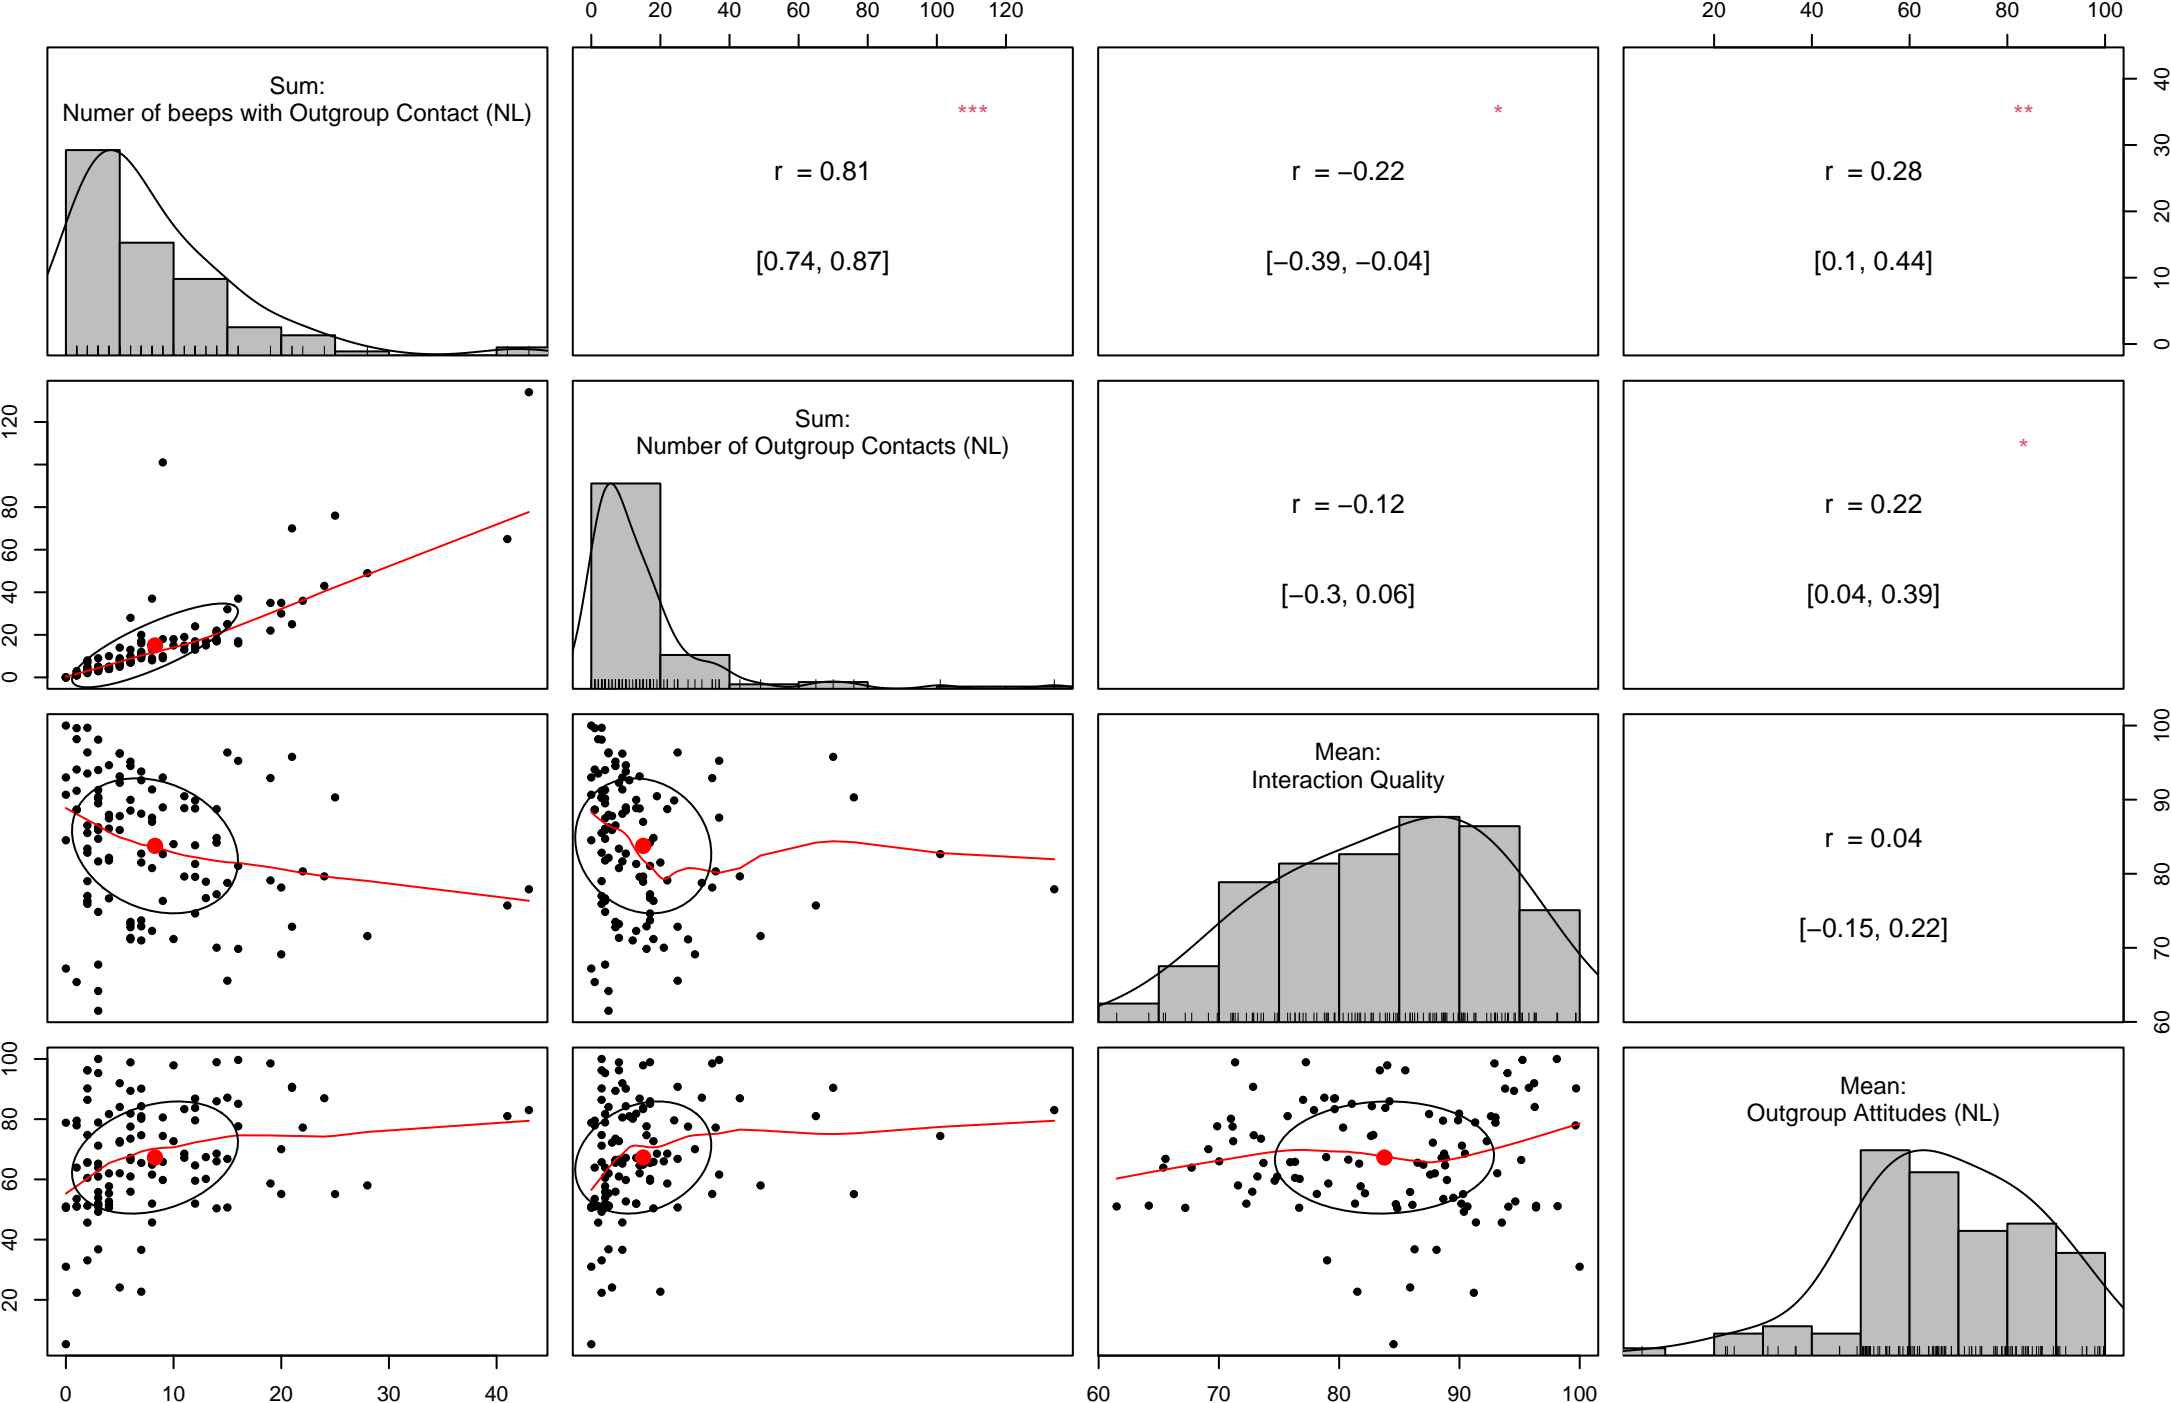 0 20 40 60 80 100 120
20 40 60 80 100
Sum:
Numer of beeps with Outgroup Contact (NL)
***
r = 0.81
[0.74, 0.87]
*
r = −0.22
[−0.39, −0.04]
**
r = 0.28
[0.1, 0.44]
0 10 20 30 40
0 20 40 60 80 120
Sum:
Number of Outgroup Contacts (NL)
r = −0.12
[−0.3, 0.06]
*
r = 0.22
[0.04, 0.39]
Mean:
Interaction Quality
r = 0.04
[−0.15, 0.22]
60 70 80 90 100
20 40 60 80 100
Mean:
Outgroup Attitudes (NL)
0 10 20 30 40
60 70 80 90 100